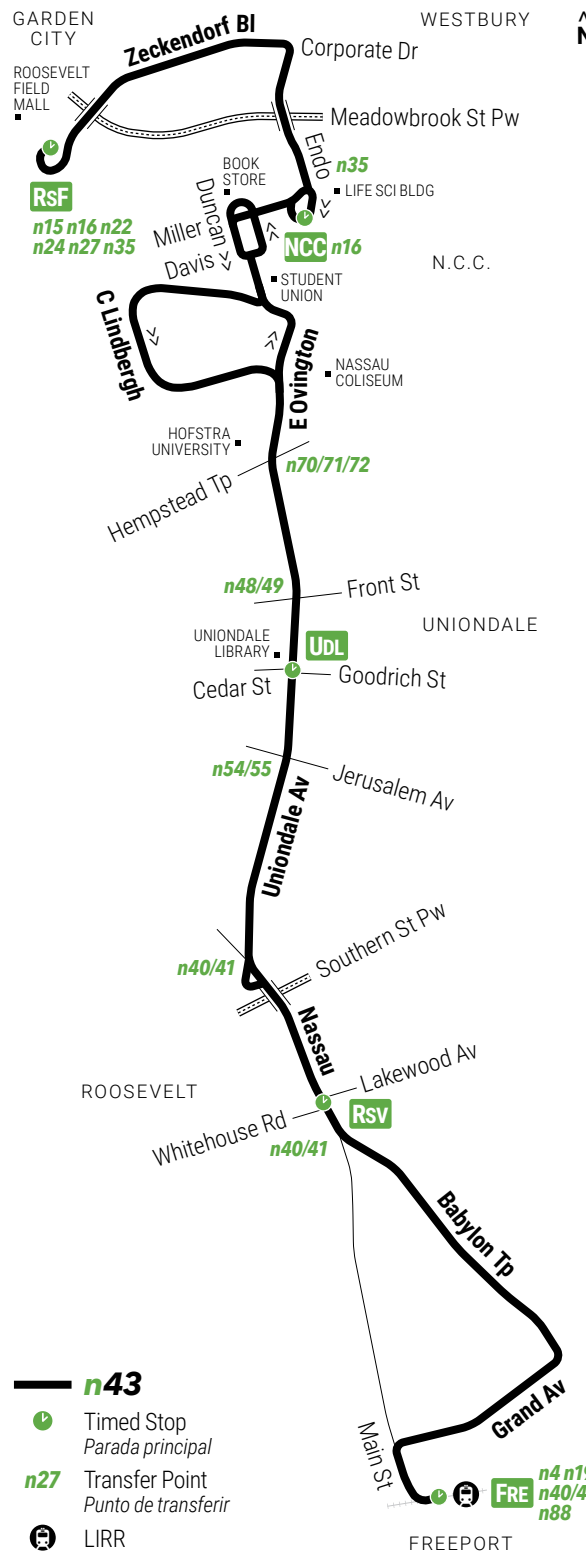 GARDEN
CITY
WESTBURY
N
Zeckendorf Bl
Corporate Dr
ROOSEVELT
FIELD
MALL
Meadowbrook St Pw
Endo
n35
RSF
n15 n16 n22
n24 n27 n35
BOOK
STORE
LIFE SCI BLDG
Duncan
Miller
NCC n16
Davis
N.C.C.
STUDENT
UNION
C Lindbergh
E Ovington
NASSAU
COLISEUM
HOFSTRA
UNIVERSITY
n70/71/72
Hempstead Tp
n48/49
Front St
UNIONDALE
UNIONDALE
LIBRARY
UDL
Cedar St
Goodrich St
n54/55
Jerusalem Av
Uniondale Av
n40/41
Southern St Pw
Nassau
ROOSEVELT
Lakewood Av
RSV
Whitehouse Rd
n40/41
Babylon Tp
Grand Av
Main St
n43
Timed Stop
Parada principal
n27 Transfer Point
Punto de transferir
LIRR
FRE
n4
n88
FREEPORT